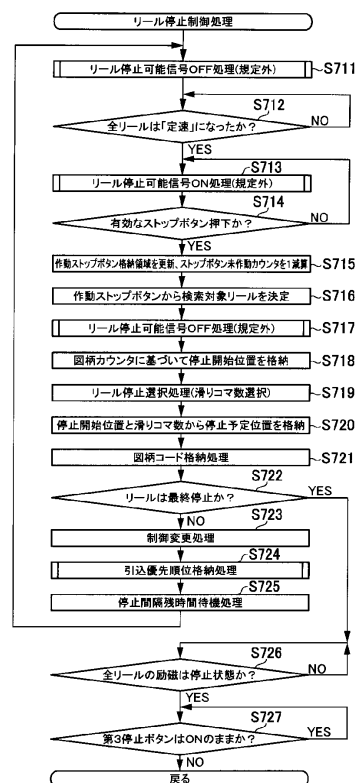 リール停止制御処理
リール停止可能信号OFF処理(規定外)
S711
S712
全リールは「定速」になったか?
NO
YES
S713
リール停止可能信号ON処理(規定外)
S714
有効なストップボタン押下か?
NO
YES
作動ストップボタン格納領域を更新、ストップボタン未作動カウンタを1減算
S715
作動ストップボタンから検索対象リールを決定
S716
リール停止可能信号OFF処理(規定外)
S717
図柄カウンタに基づいて停止開始位置を格納
S718
リール停止選択処理(滑りコマ数選択)
S719
停止開始位置と滑りコマ数から停止予定位置を格納
S720
図柄コード格納処理
S721
S722
リールは最終停止か?
YES
NO
S723
制御変更処理
S724
引込優先順位格納処理
S725
停止間隔残時間待機処理
S726
全リールの励磁は停止状態か?
NO
YES
S727
第3停止ボタンはONのままか?
YES
NO
戻る